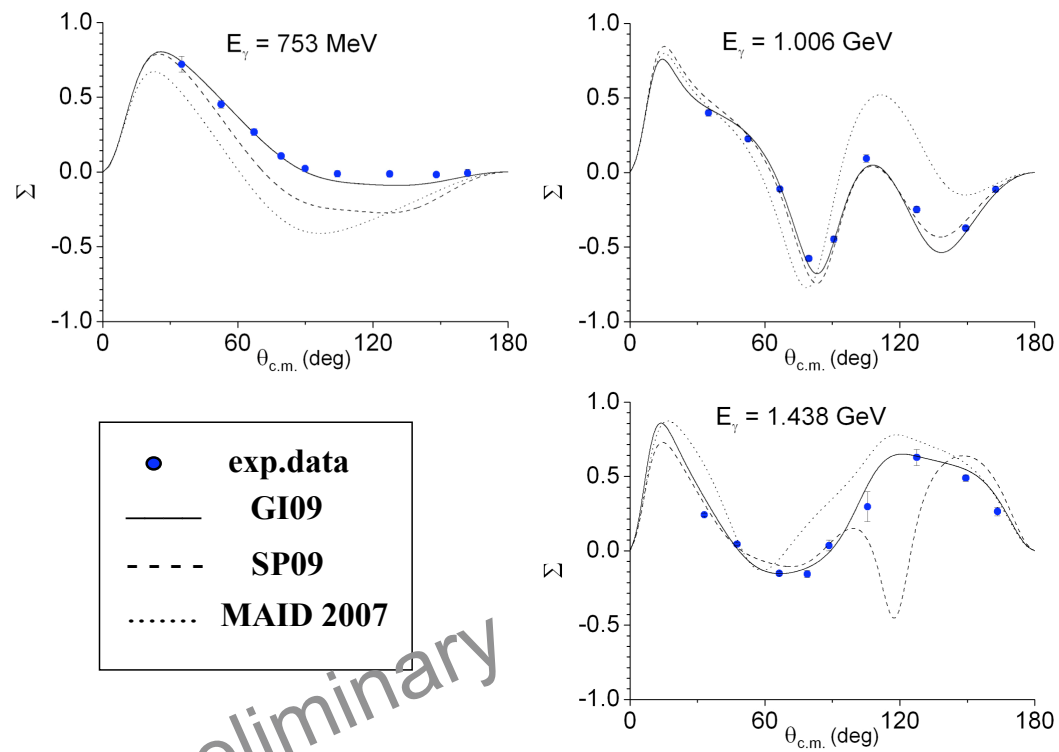 1.0
0.5
0.0
-0.5
-1.0
Σ
E_γ = 753 MeV
0 60 120 180
θ_c.m. (deg)
1.0
0.5
0.0
-0.5
-1.0
Σ
E_γ = 1.006 GeV
0 60 120 180
θ_c.m. (deg)
exp.data
GI09
SP09
MAID 2007
1.0
0.5
0.0
-0.5
-1.0
Σ
E_γ = 1.438 GeV
0 60 120 180
θ_c.m. (deg)